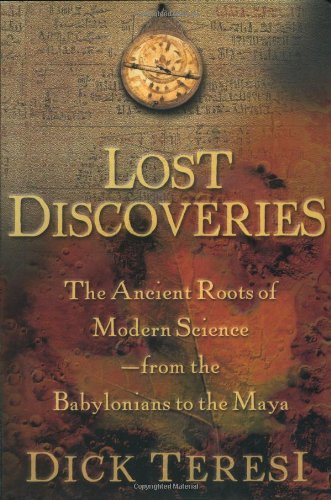 LOST
DISCOVERIES
The Ancient Roots of
Modern Science
—from the
Babylonians to the Maya
DICK TERESI